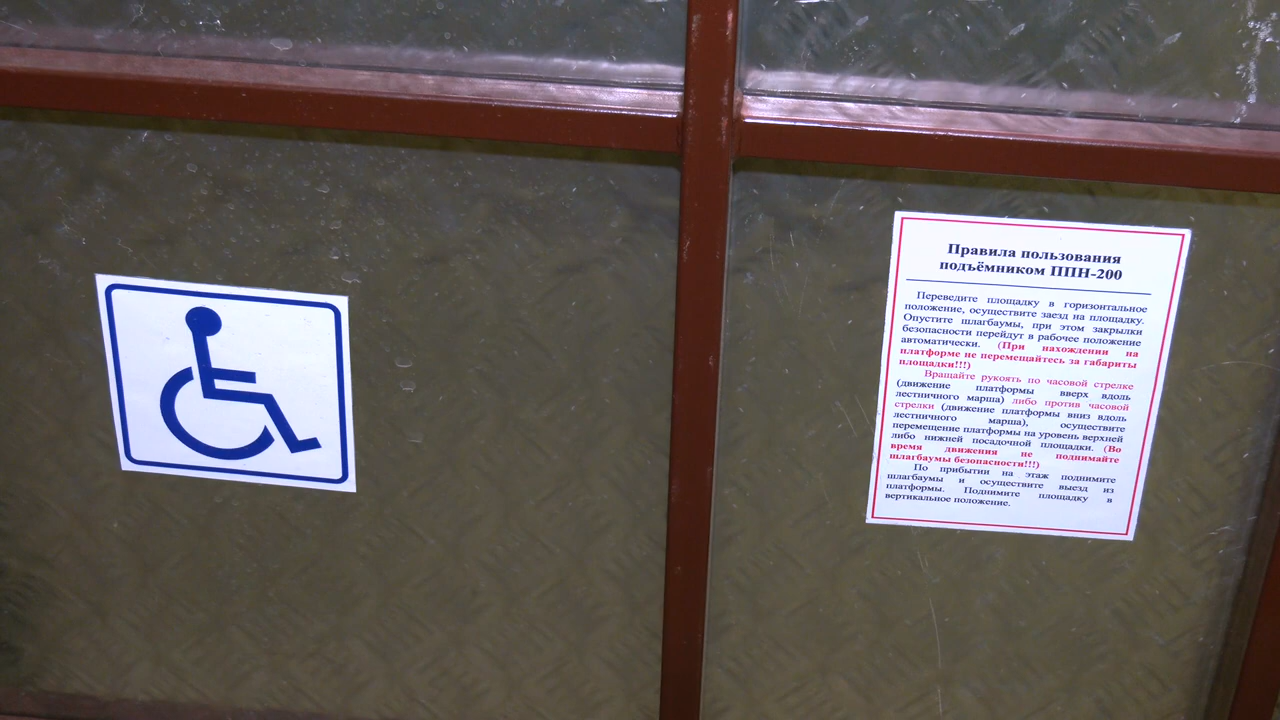 Правила пользования
подъёмником ППН-200
Переведите площадку в горизонтальное
положение, осуществите заезд на площадку.
Опустите шлагбаумы, при этом закрылки
безопасности перейдут в рабочее положение
автоматически. (При нахождении на
платформе не перемещайтесь за габариты
площадки!!!)
Вращайте рукоять по часовой стрелке
(движение платформы вверх вдоль
лестничного марша) либо против часовой
стрелки (движение платформы вниз вдоль
лестничного марша), осуществите
перемещение платформы на уровень верхней
либо нижней посадочной площадки. (Во
время движения не поднимайте
шлагбаумы безопасности!!!)
По прибытии на этаж поднимите
шлагбаумы и осуществите выезд из
платформы. Поднимите площадку в
вертикальное положение.